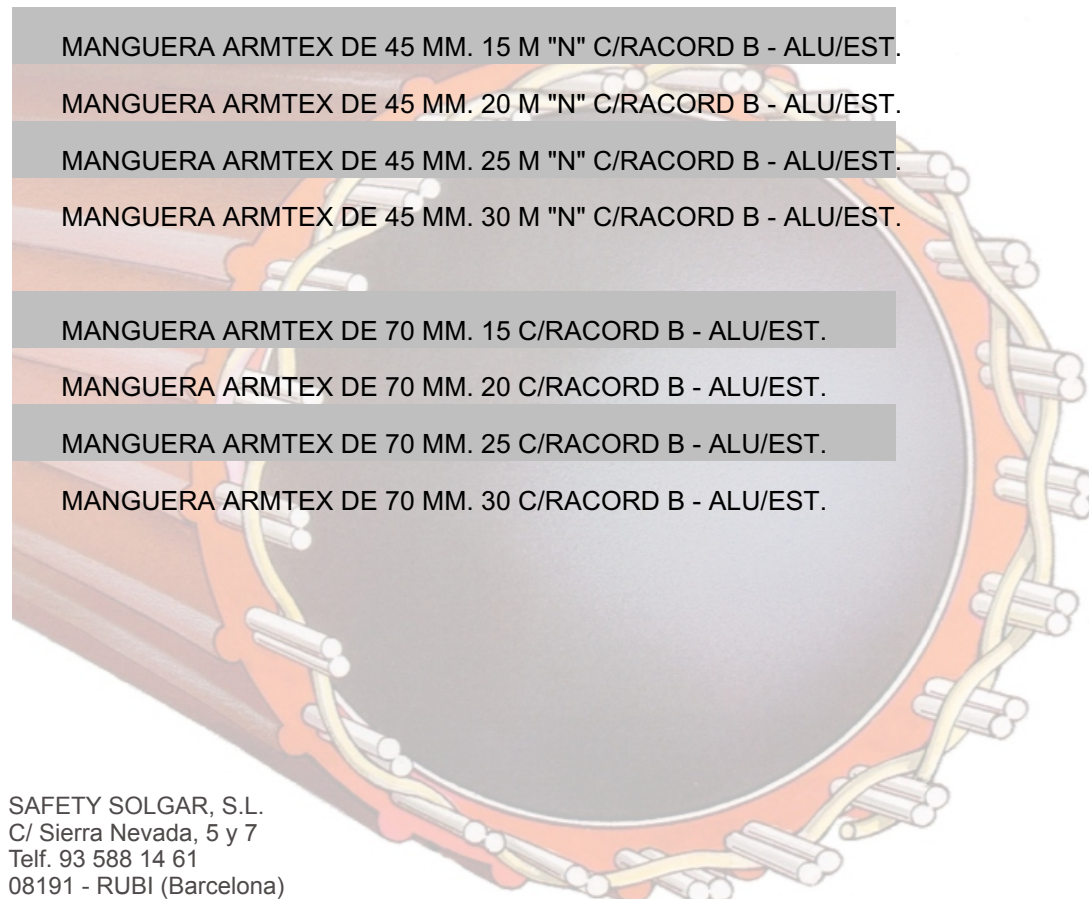 MANGUERA ARMTEX DE 45 MM. 15 M "N" C/RACORD B - ALU/EST.
MANGUERA ARMTEX DE 45 MM. 20 M "N" C/RACORD B - ALU/EST.
MANGUERA ARMTEX DE 45 MM. 25 M "N" C/RACORD B - ALU/EST.
MANGUERA ARMTEX DE 45 MM. 30 M "N" C/RACORD B - ALU/EST.
MANGUERA ARMTEX DE 70 MM. 15 C/RACORD B - ALU/EST.
MANGUERA ARMTEX DE 70 MM. 20 C/RACORD B - ALU/EST.
MANGUERA ARMTEX DE 70 MM. 25 C/RACORD B - ALU/EST.
MANGUERA ARMTEX DE 70 MM. 30 C/RACORD B - ALU/EST.
SAFETY SOLGAR, S.L.
C/ Sierra Nevada, 5 y 7
Telf. 93 588 14 61
08191 - RUBI (Barcelona)